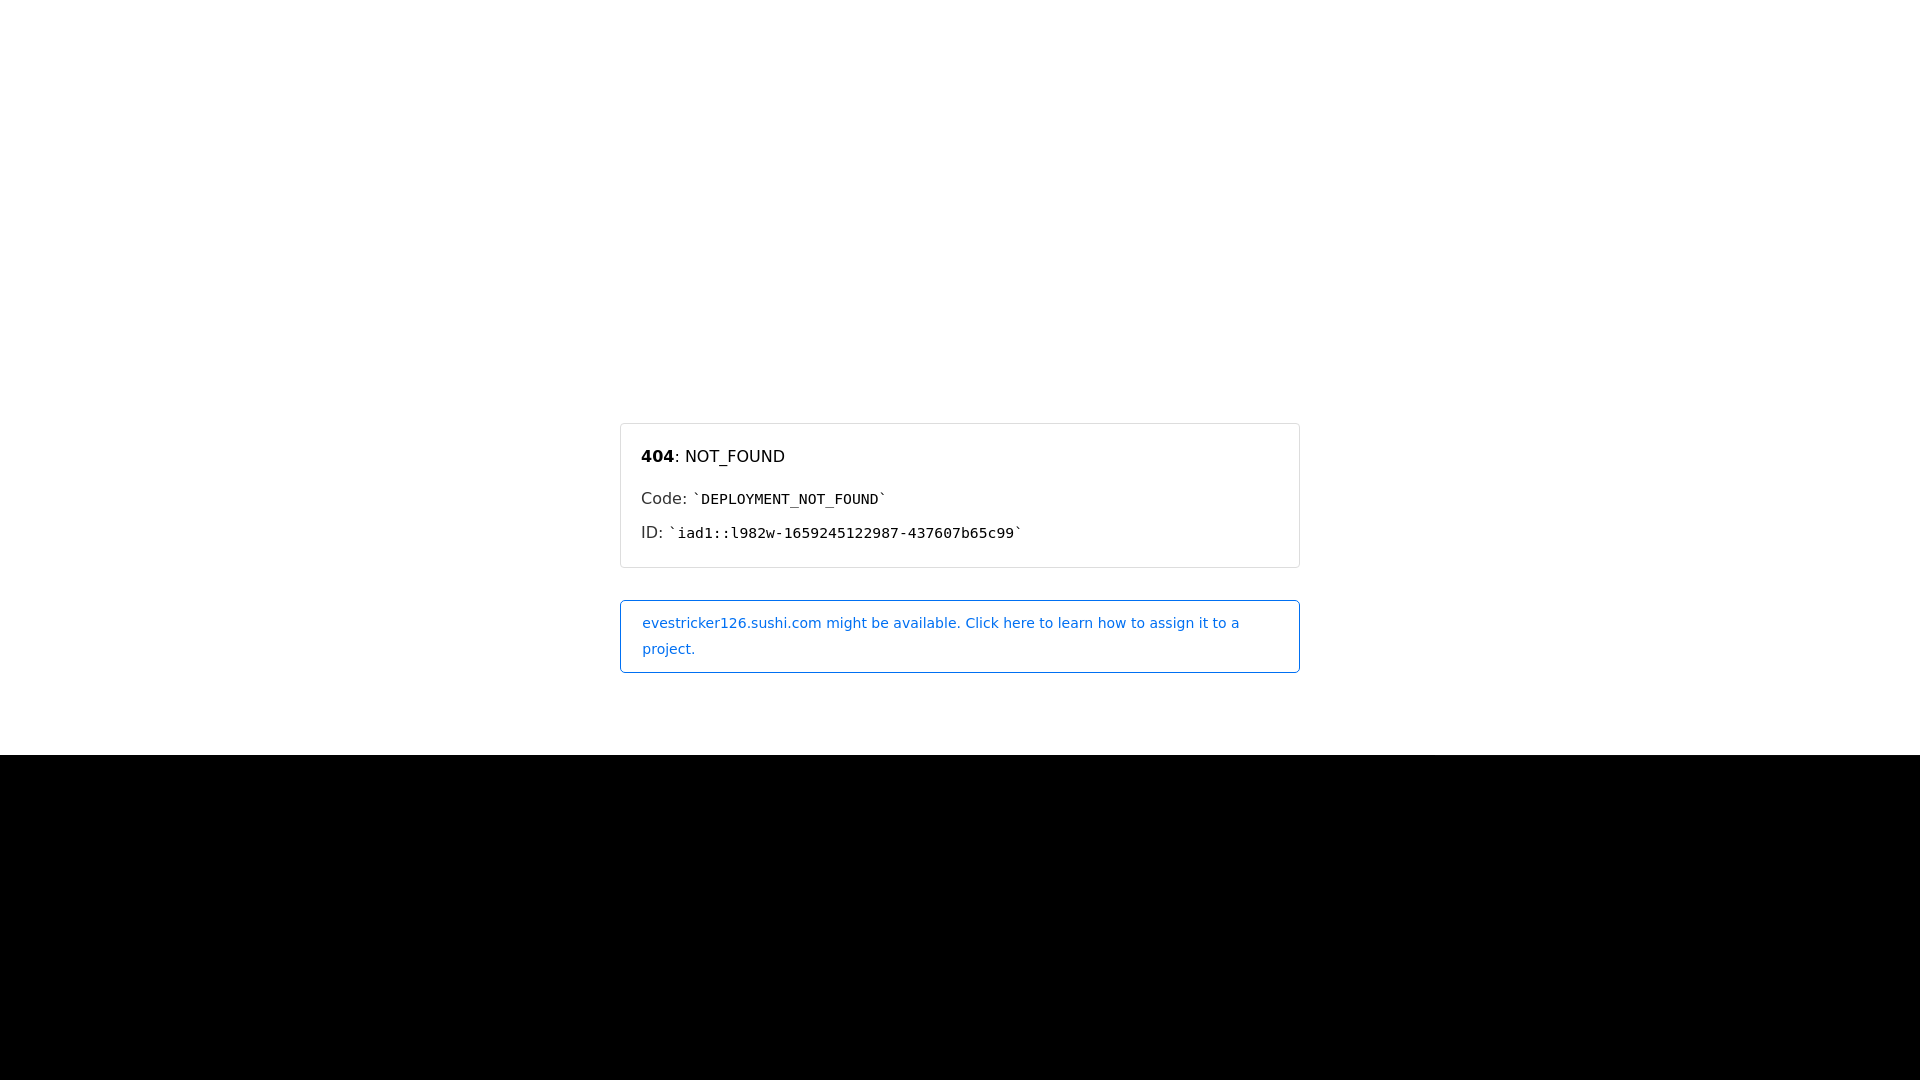 404: NOT_FOUND
Code: `DEPLOYMENT_NOT_FOUND`
ID: `iad1::l982w-1659245122987-437607b65c99`
evestricker126.sushi.com might be available. Click here to learn how to assign it to a
project.